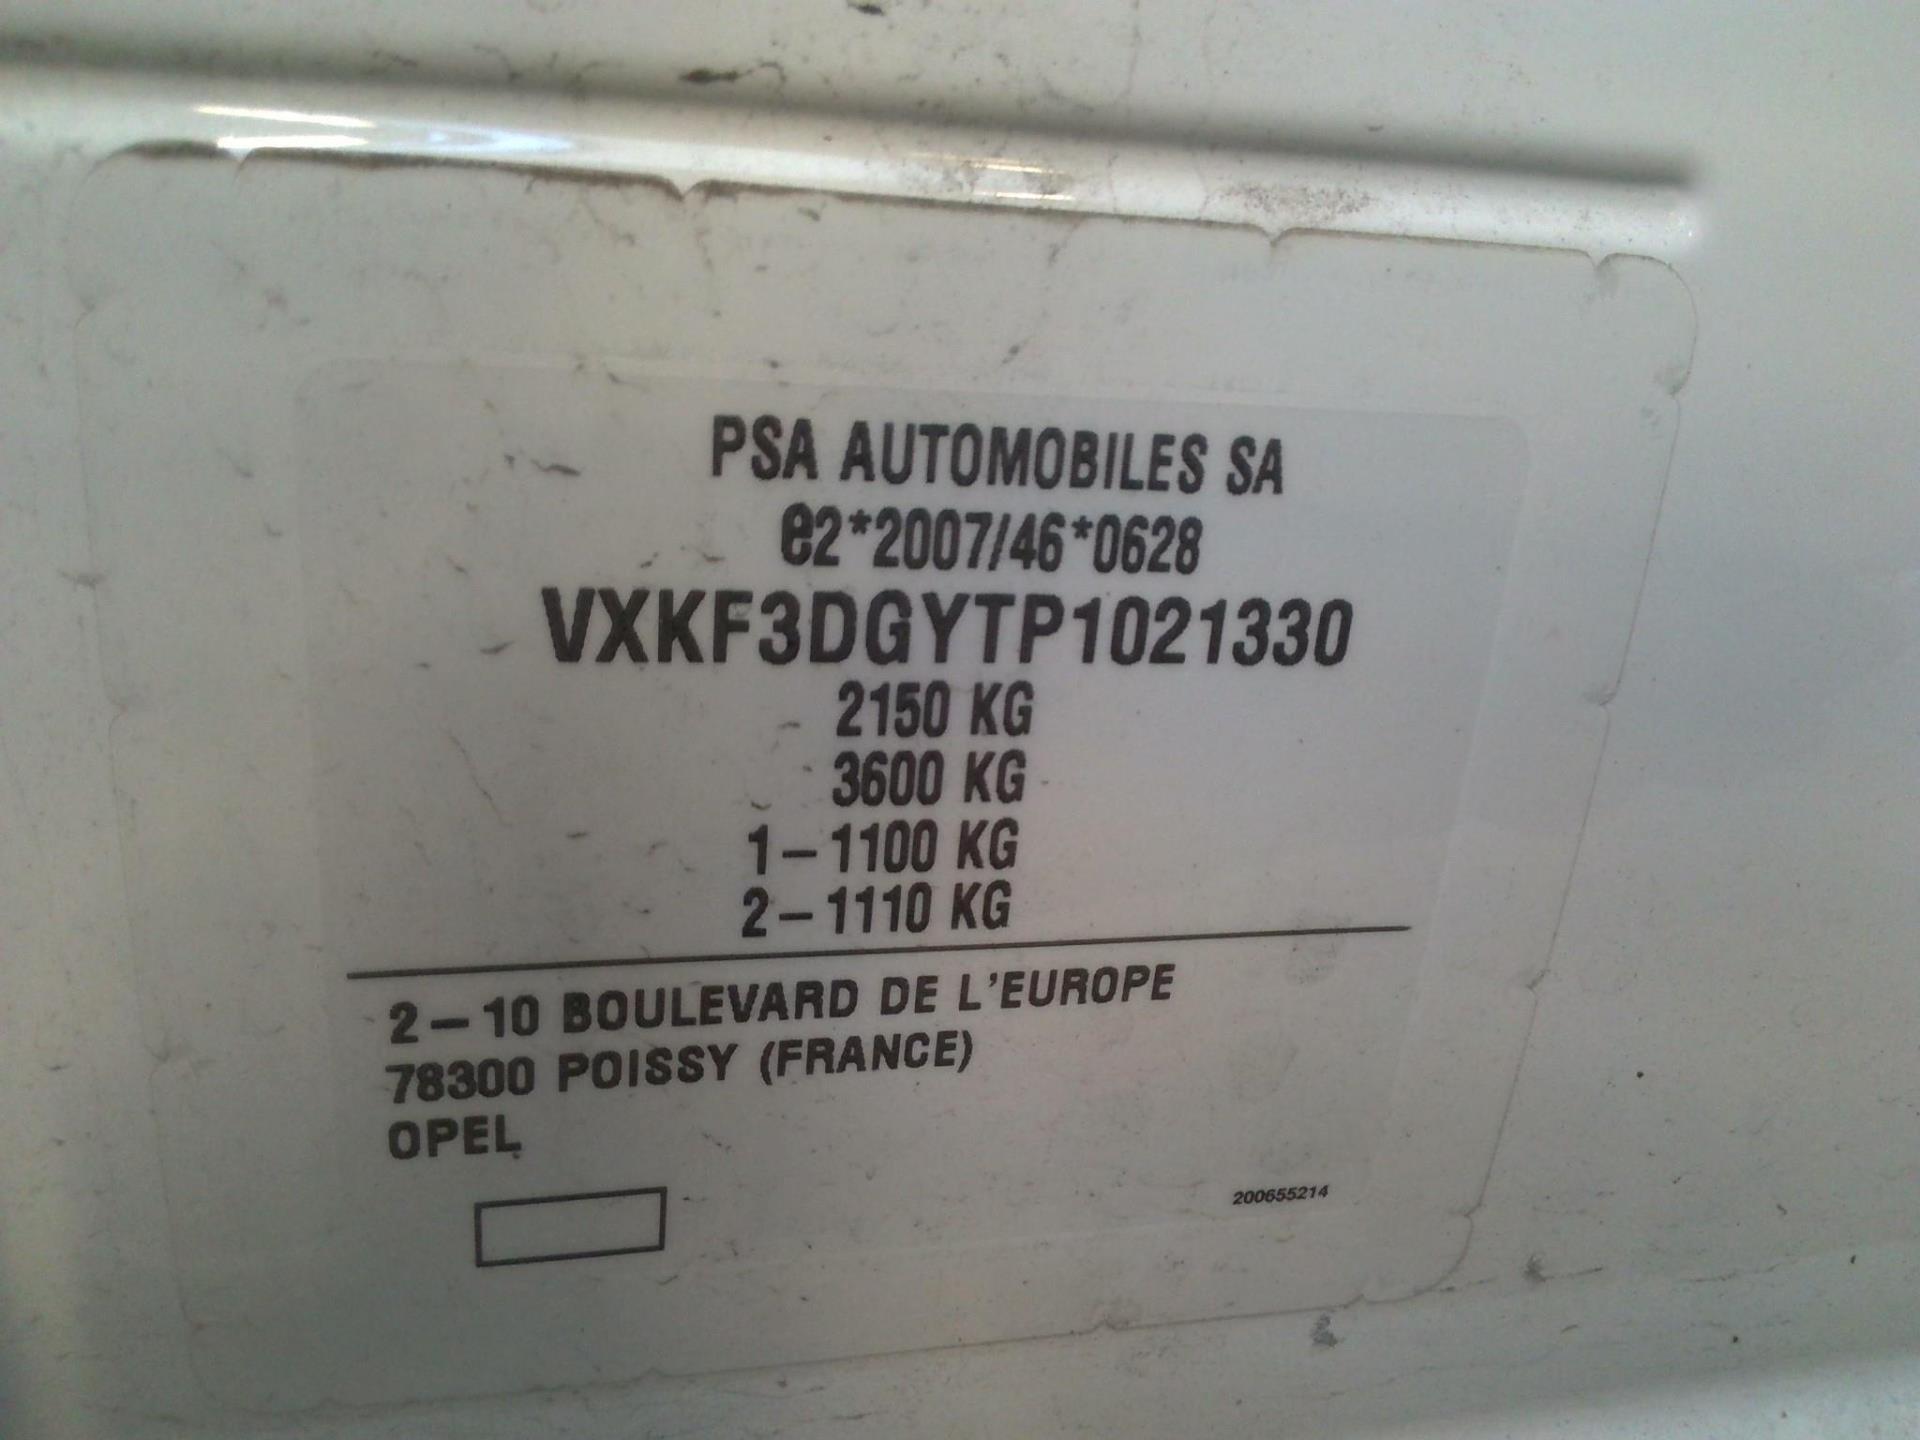 PSA AUTOMOBILES SA
e2*2007/46*0628
VXKF3DGYTP1021330
2150 KG
3600 KG
1-1100 KG
2-1110 KG
2-10 BOULEVARD DE L'EUROPE
78300 POISSY (FRANCE)
OPEL
200655214